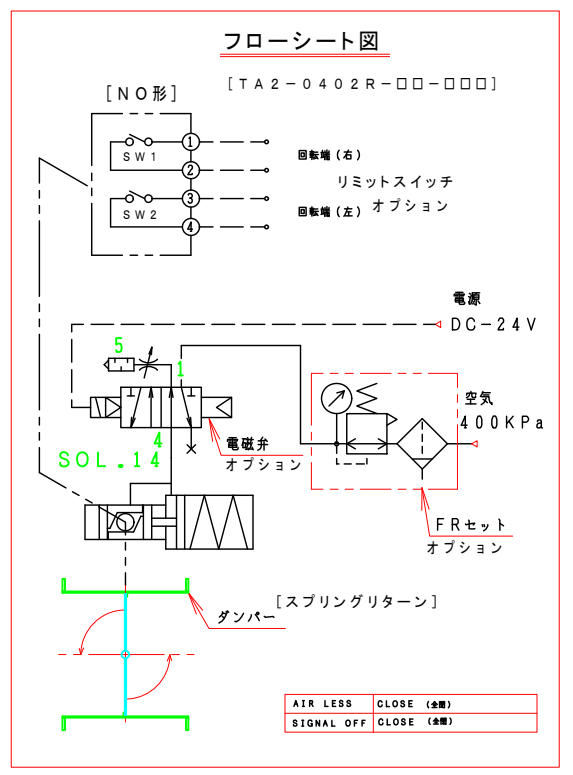 フローシート図
[TA2-0402R-□□-□□□]
[NO形]
SW1
1
2
回転端(右)
リミットスイッチ
オプション
SW2
3
4
回転端(左)
電源
DC-24V
5
1
4
SOL.14
電磁弁
オプション
空気
400KPa
FRセット
オプション
[スプリングリターン]
ダンパー
AIR LESS CLOSE (全閉)
SIGNAL OFF CLOSE (全閉)